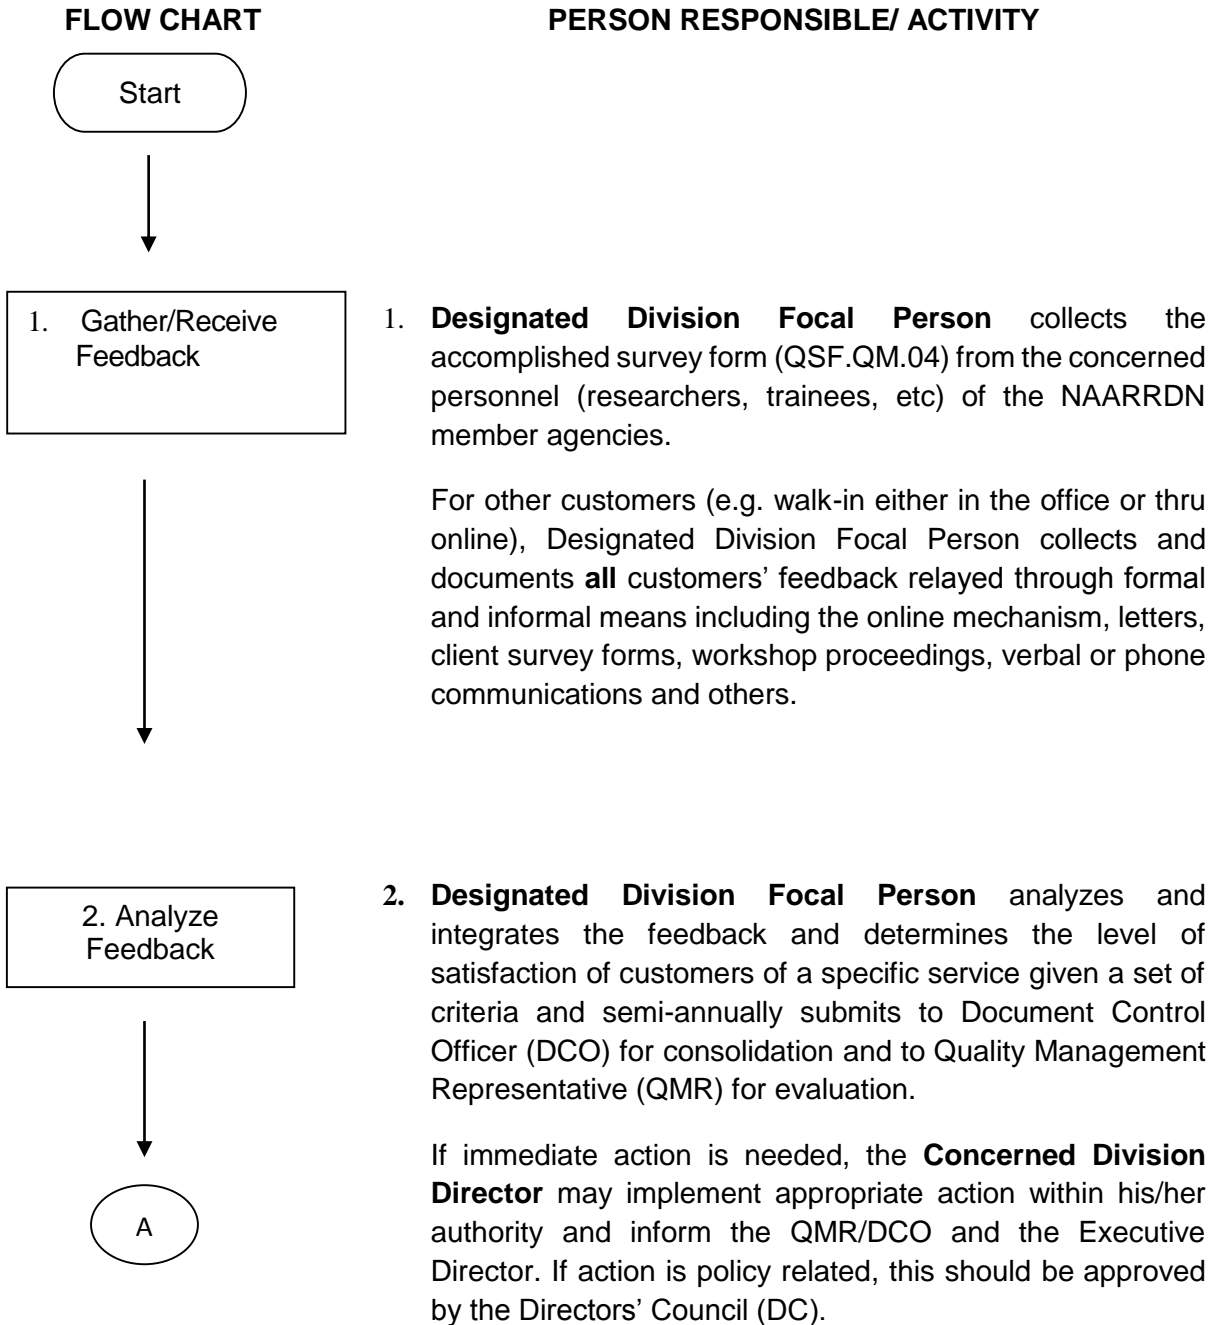 FLOW CHART PERSON RESPONSIBLE/ ACTIVITY
Start
1. Gather/Receive
Feedback
1. Designated Division Focal Person collects the
accomplished survey form (QSF.QM.04) from the concerned
personnel (researchers, trainees, etc) of the NAARRDN
member agencies.
For other customers (e.g. walk-in either in the office or thru
online), Designated Division Focal Person collects and
documents all customers’ feedback relayed through formal
and informal means including the online mechanism, letters,
client survey forms, workshop proceedings, verbal or phone
communications and others.
2. Analyze
Feedback
2. Designated Division Focal Person analyzes and
integrates the feedback and determines the level of
satisfaction of customers of a specific service given a set of
criteria and semi-annually submits to Document Control
Officer (DCO) for consolidation and to Quality Management
Representative (QMR) for evaluation.
If immediate action is needed, the Concerned Division
Director may implement appropriate action within his/her
authority and inform the QMR/DCO and the Executive
Director. If action is policy related, this should be approved
by the Directors’ Council (DC).
A